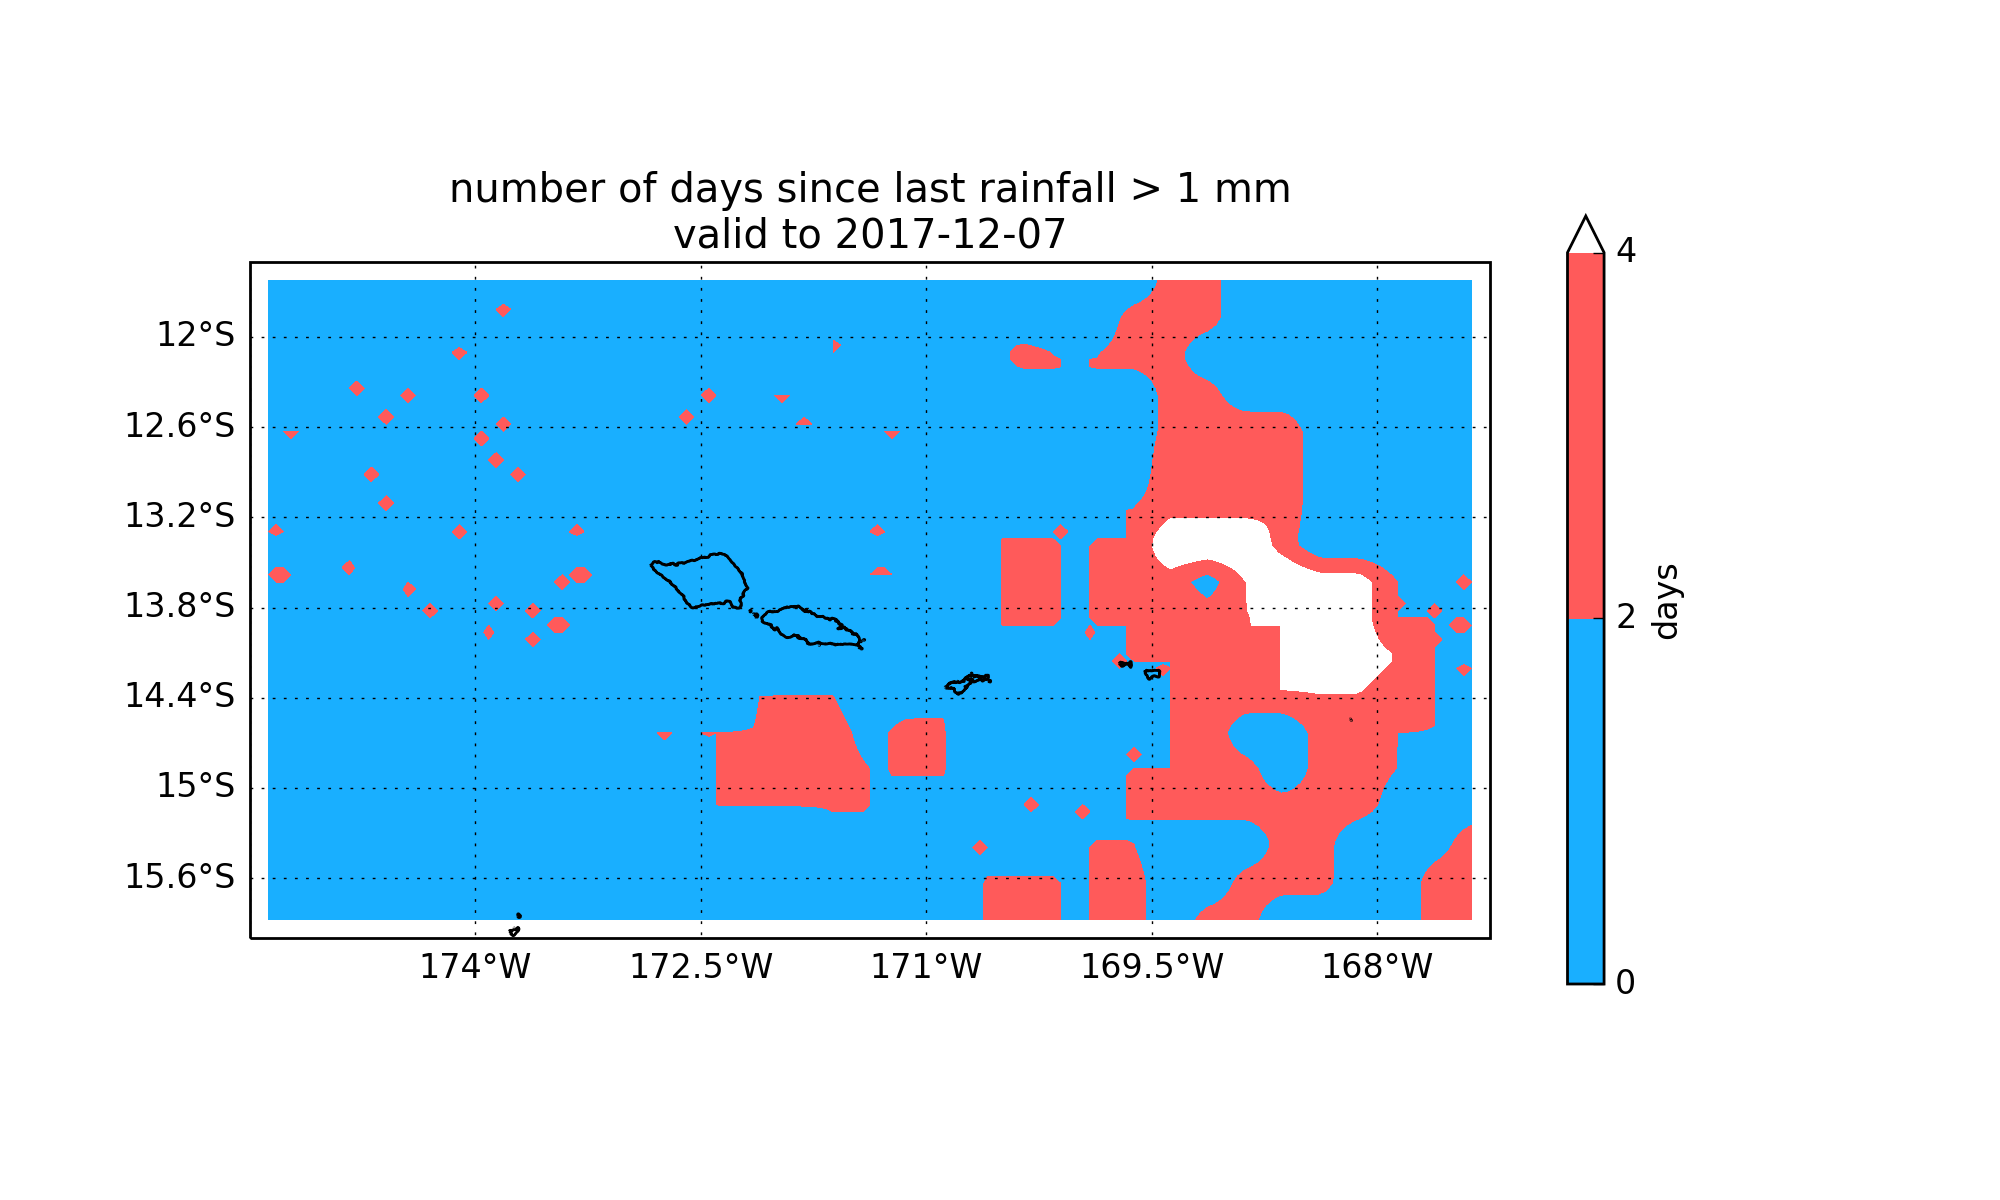 number of days since last rainfall > 1 mm
valid to 2017-12-07
12°S
12.6°S
13.2°S
13.8°S
14.4°S
15°S
15.6°S
174°W
172.5°W
171°W
169.5°W
168°W
4
2
0
days